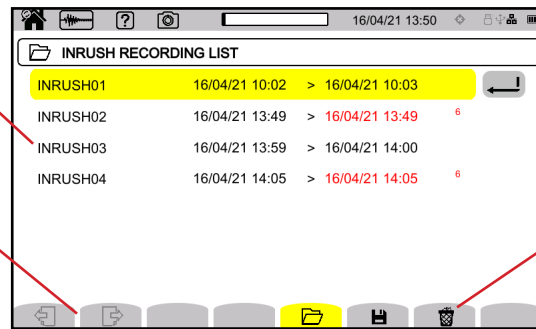 ? 16/04/21 13:50
INRUSH RECORDING LIST
INRUSH01 16/04/21 10:02 > 16/04/21 10:03
INRUSH02 16/04/21 13:49 > 16/04/21 13:49 6
INRUSH03 16/04/21 13:59 > 16/04/21 14:00
INRUSH04 16/04/21 14:05 > 16/04/21 14:05 6